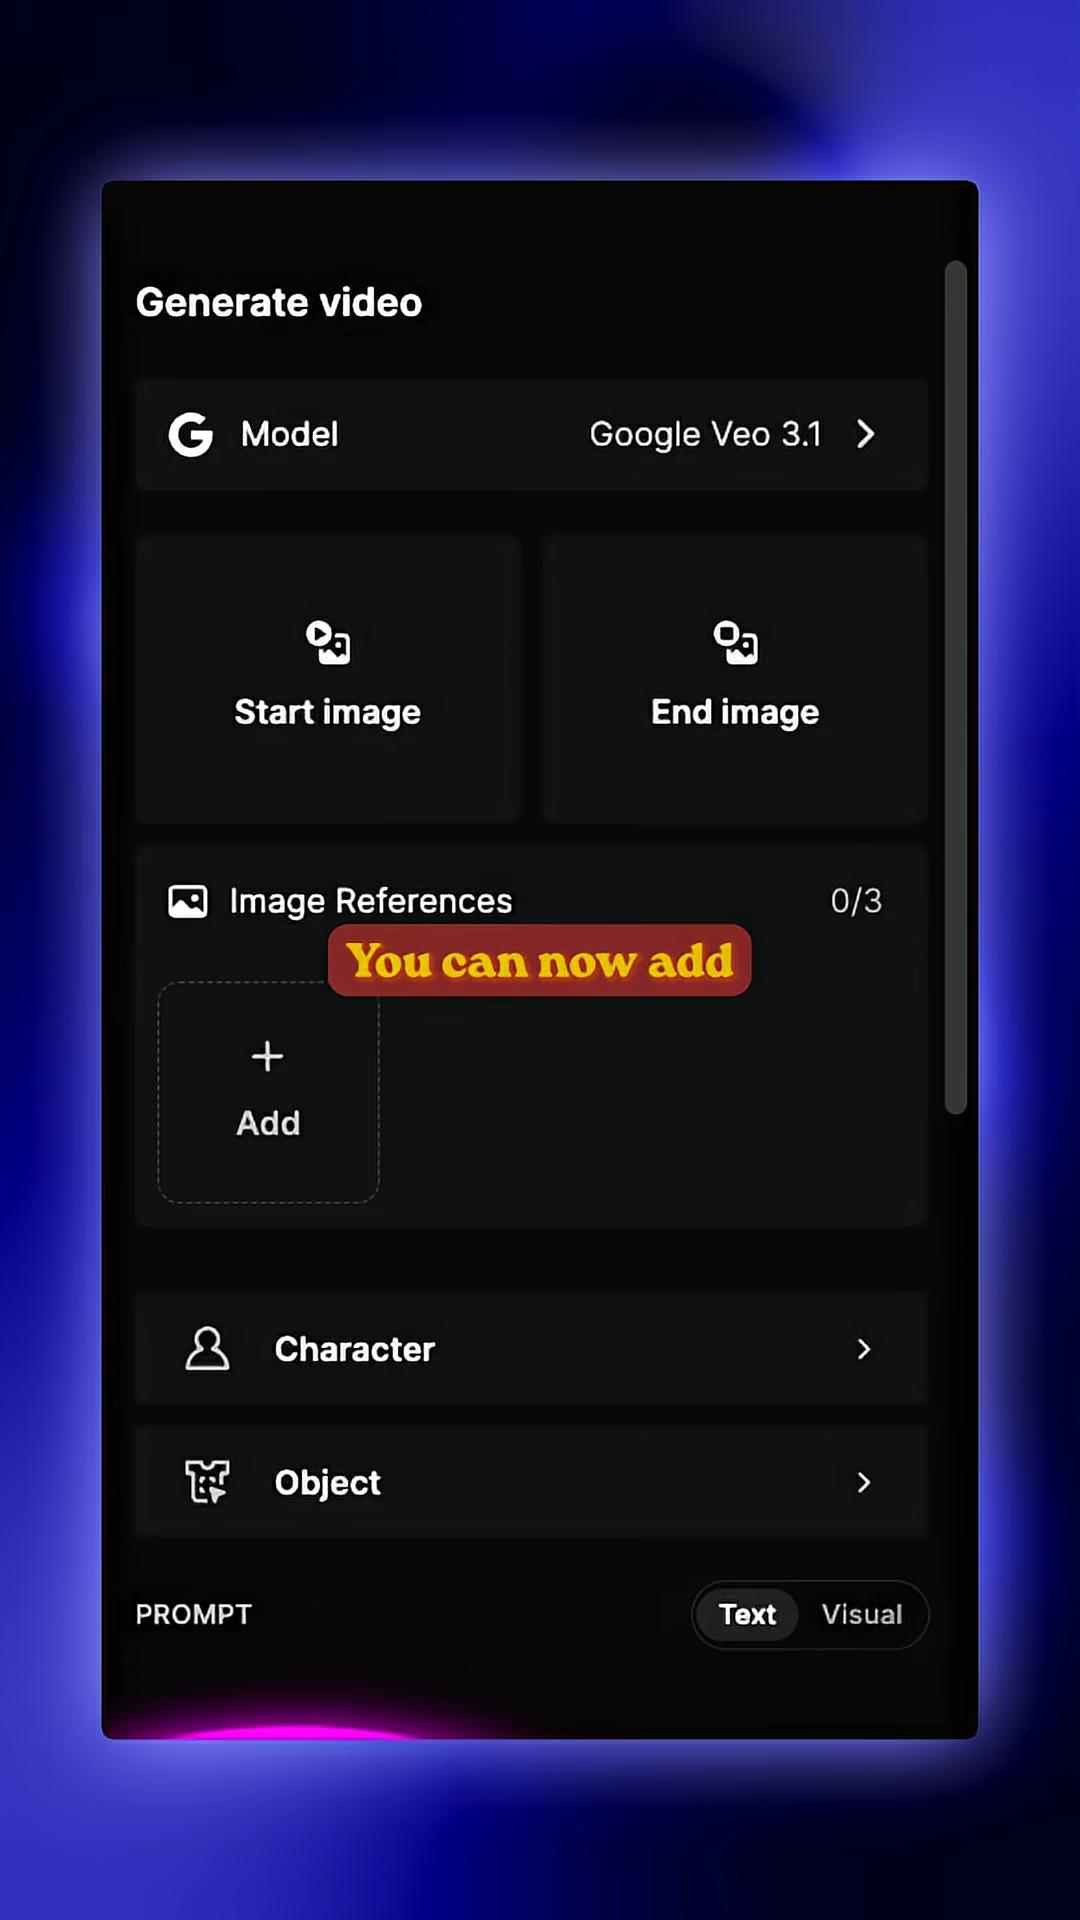 Generate video
Model
Google Veo 3.1
Start image
End image
Image References
0/3
You can now add
Add
Character
Object
PROMPT
Text
Visual